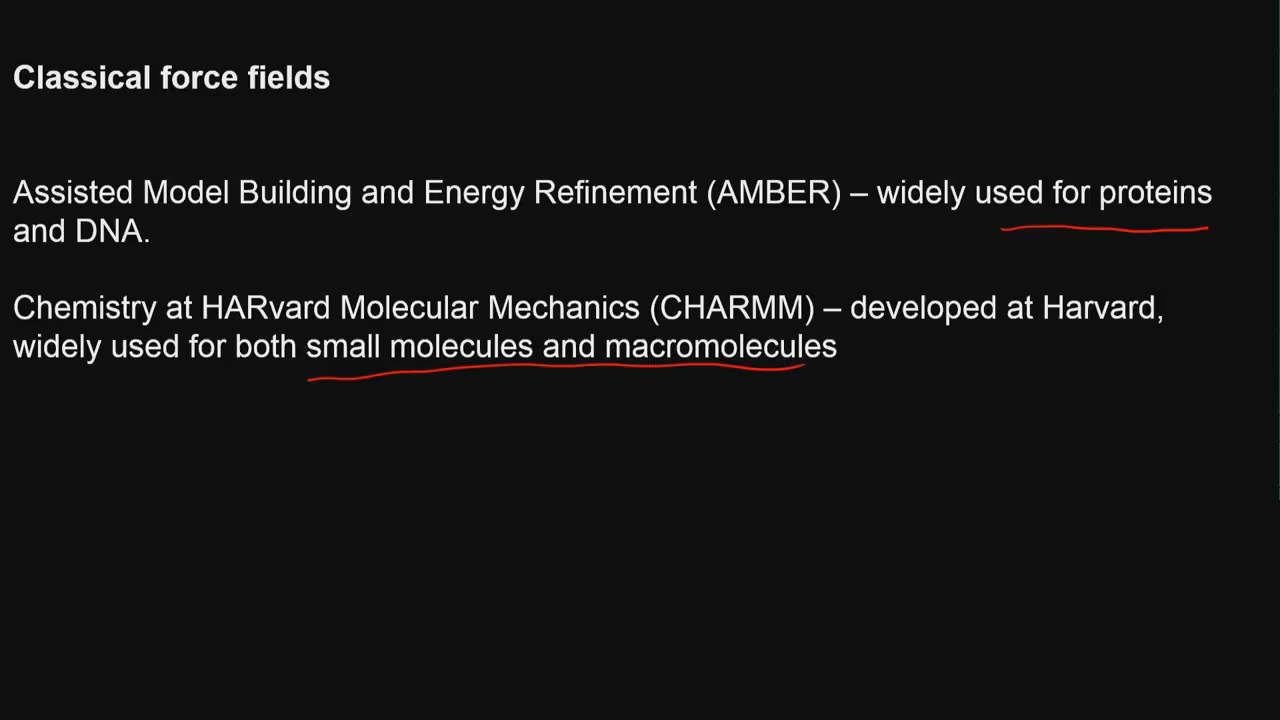 Classical force fields
Assisted Model Building and Energy Refinement (AMBER) – widely used for proteins
and DNA.
Chemistry at HARvard Molecular Mechanics (CHARMM) – developed at Harvard,
widely used for both small molecules and macromolecules